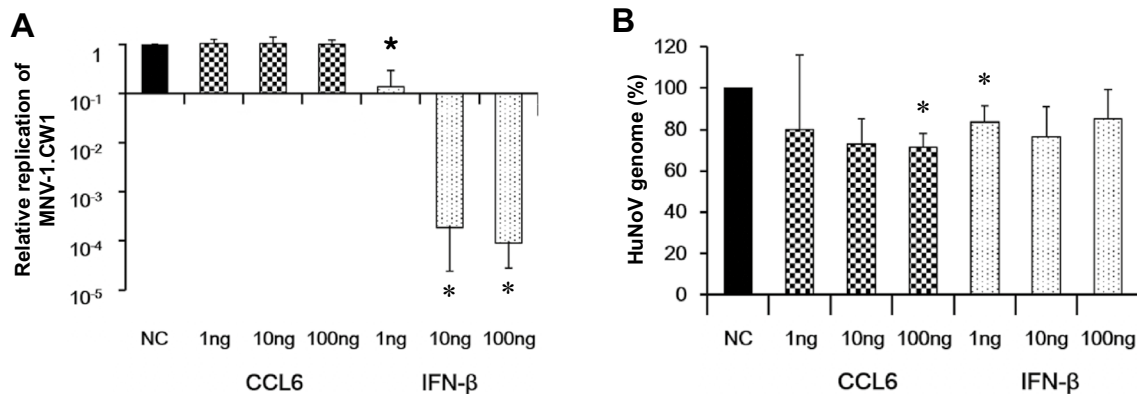 A
Relative replication of
MNV-1.CW1
1
10-1
10-2
10-3
10-4
10-5
*
* *
NC 1ng 10ng 100ng 1ng 10ng 100ng
CCL6 IFN-β
B
HuNoV genome (%)
120
100
80
60
40
20
0
* *
NC 1ng 10ng 100ng 1ng 10ng 100ng
CCL6 IFN-β